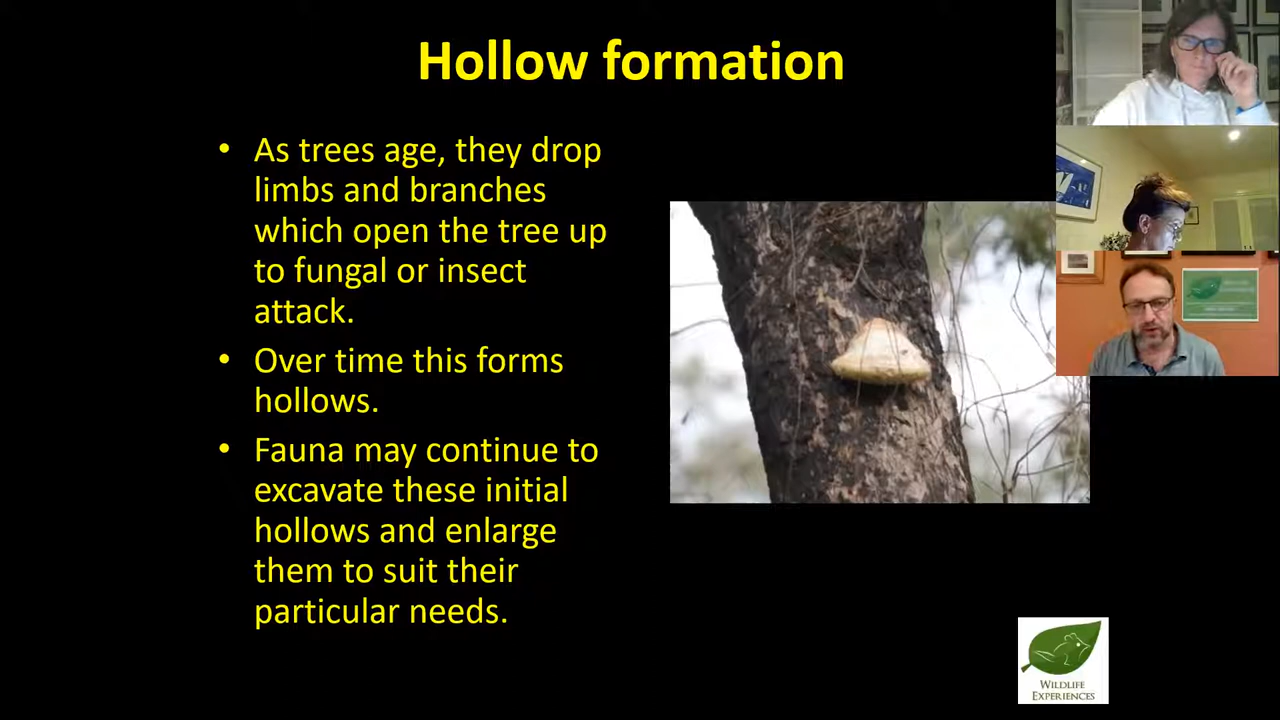 Hollow formation
• As trees age, they drop
limbs and branches
which open the tree up
to fungal or insect
attack.
• Over time this forms
hollows.
• Fauna may continue to
excavate these initial
hollows and enlarge
them to suit their
particular needs.
WILDLIFE
EXPERIENCES